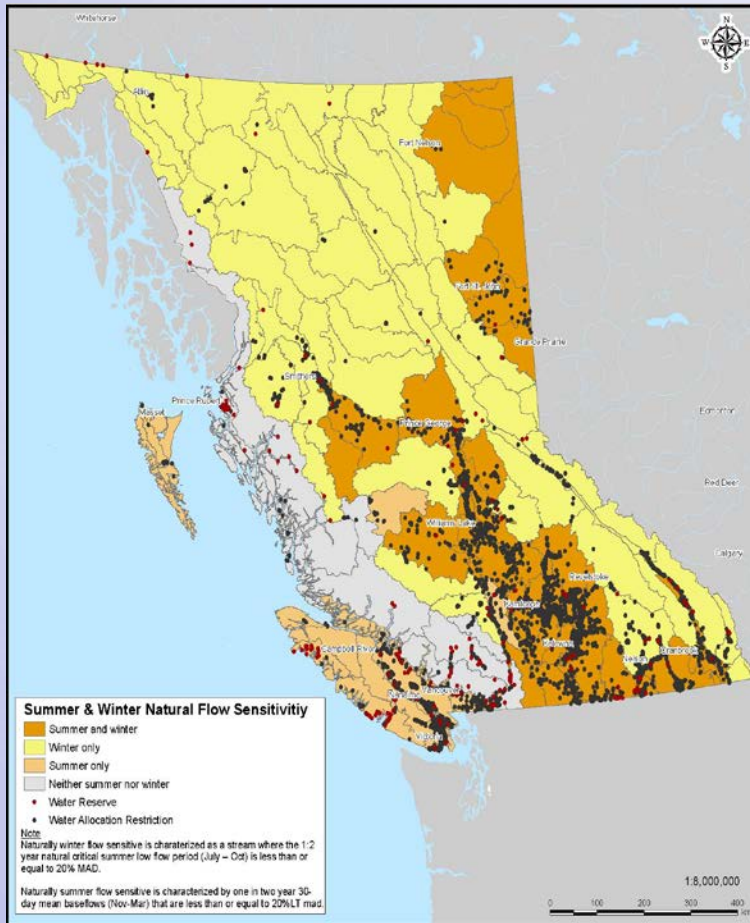 Whitehorse
N
W E
S
Atlin
Fort Nelson
Fort St. John
Grande Prairie
Smithers
Prince Rupert
Masset
Prince George
Edmonton
Red Deer
Williams Lake
Calgary
Revelstoke
Kamloops
Kelowna
Cranbrook
Nelson
Campbell River
Vancouver
Nanaimo
Victoria
Summer & Winter Natural Flow Sensitivitiy
Summer and winter
Winter only
Summer only
Neither summer nor winter
Water Reserve
Water Allocation Restriction
Note
Naturally winter flow sensitive is charaterized as a stream where the 1:2
year natural critical summer low flow period (July – Oct) is less than or
equal to 20% MAD.
Naturally summer flow sensitive is characterized by one in two year 30-
day mean baseflows (Nov-Mar) that are less than or equal to 20%LT mad.
1:8,000,000
0 100 200 300 400